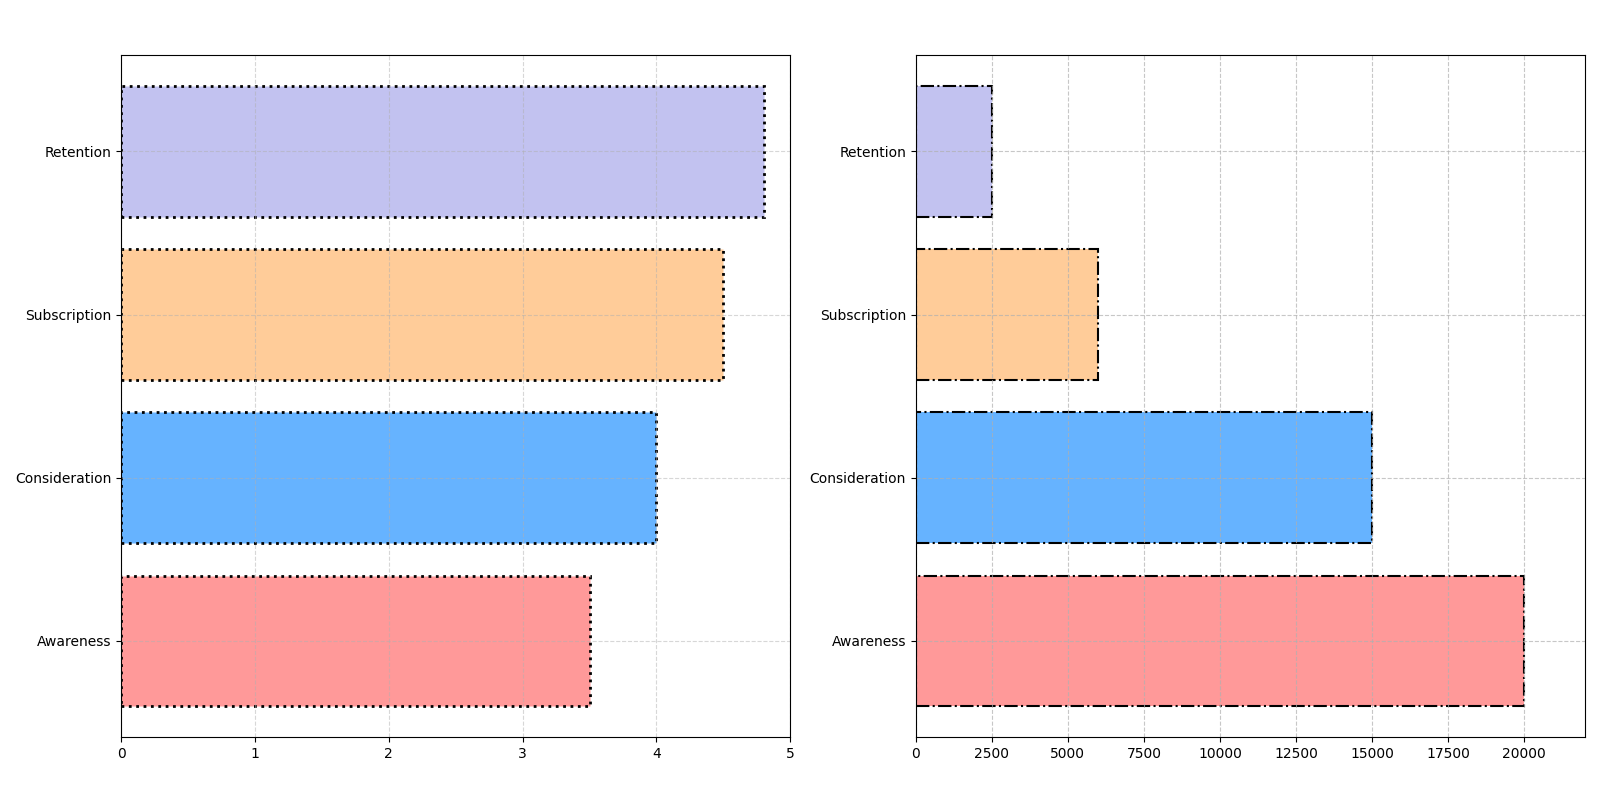 Retention
Subscription
Consideration
Awareness
0 1 2 3 4 5
Retention
Subscription
Consideration
Awareness
0 2500 5000 7500 10000 12500 15000 17500 20000